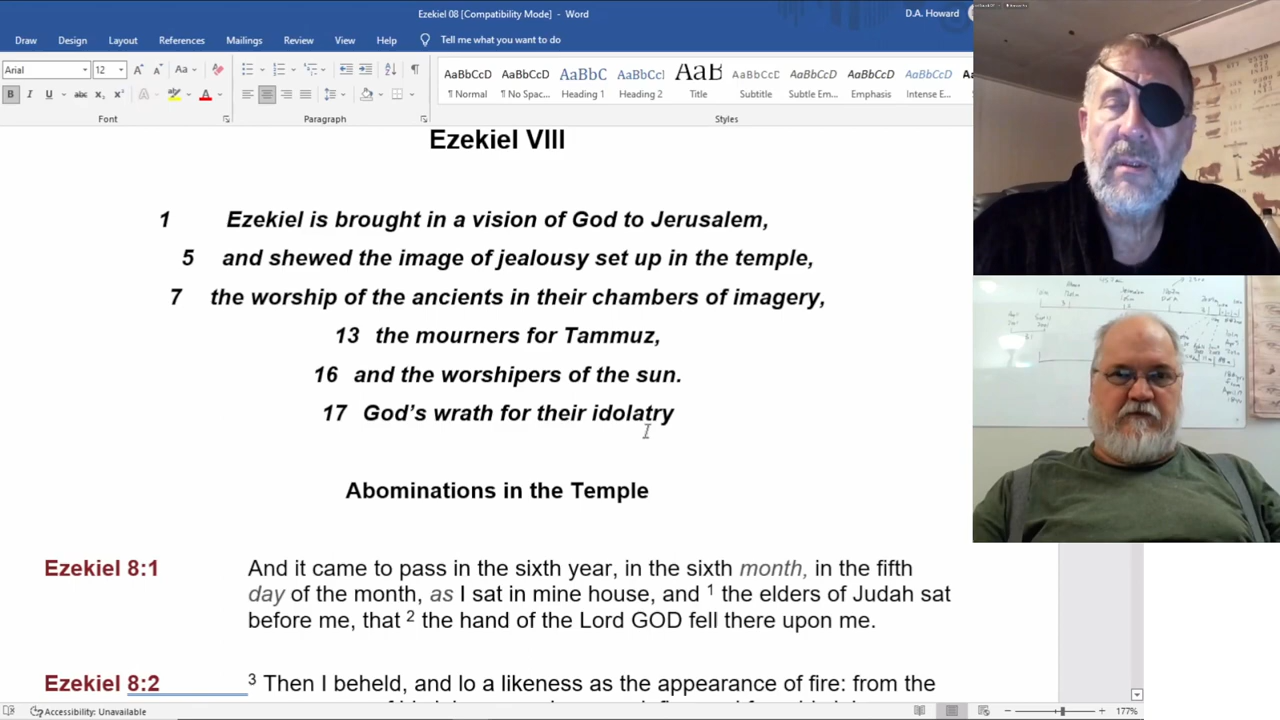 Ezekiel 08 [Compatibility Mode] - Word
D.A. Howard
Draw Design Layout References Mailings Review View Help Tell me what you want to do
Arial 12 Aa
B I U abc x₂ x² A A
AaBbCcD AaBbCcD AaBbC AaBbCcI AaB AaBbCcD AaBbCcD AaBbCcD AaBbCcD
¶ Normal ¶ No Spac... Heading 1 Heading 2 Title Subtitle Subtle Em... Emphasis Intense E...
Font Paragraph Styles
Ezekiel VIII
1 Ezekiel is brought in a vision of God to Jerusalem,
5 and shewed the image of jealousy set up in the temple,
7 the worship of the ancients in their chambers of imagery,
13 the mourners for Tammuz,
16 and the worshipers of the sun.
17 God's wrath for their idolatry
Abominations in the Temple
Ezekiel 8:1 And it came to pass in the sixth year, in the sixth month, in the fifth
day of the month, as I sat in mine house, and 1 the elders of Judah sat
before me, that 2 the hand of the Lord GOD fell there upon me.
Ezekiel 8:2 3 Then I beheld, and lo a likeness as the appearance of fire: from the
Accessibility: Unavailable
177%